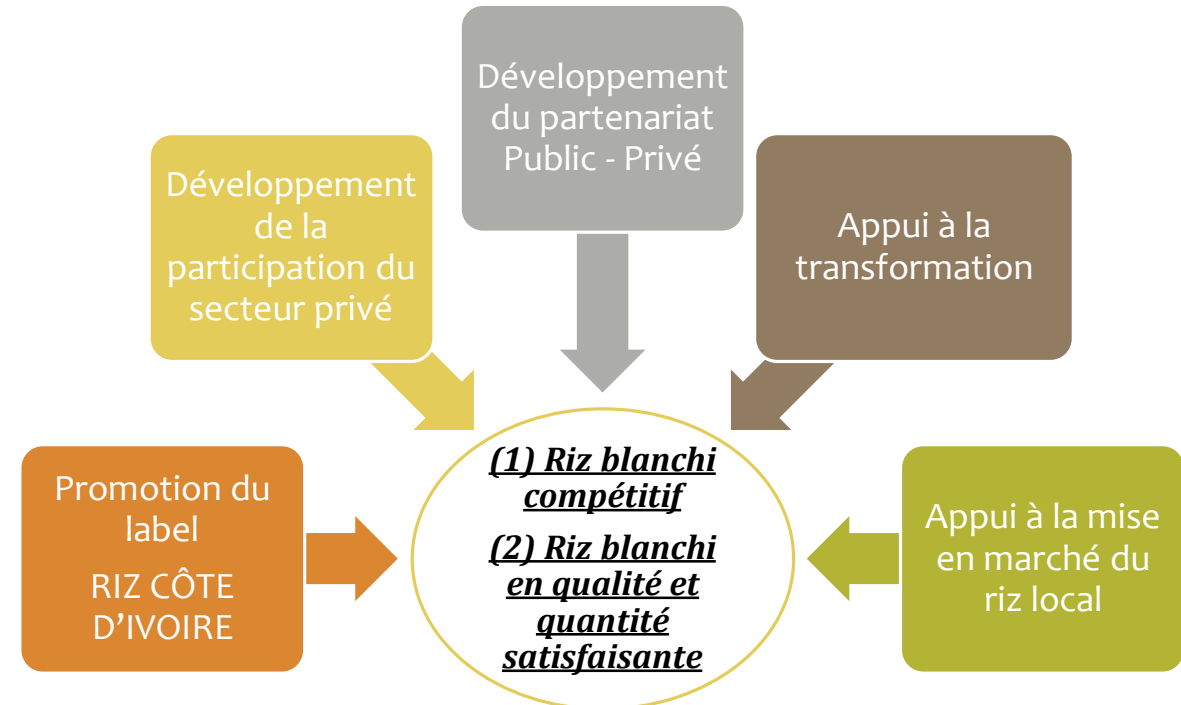 Développement
du partenariat
Public - Privé
Développement
de la
participation du
secteur privé
Appui à la
transformation
Promotion du
label
RIZ CÔTE
D’IVOIRE
(1) Riz blanchi
compétitif
(2) Riz blanchi
en qualité et
quantité
satisfaisante
Appui à la mise
en marché du
riz local